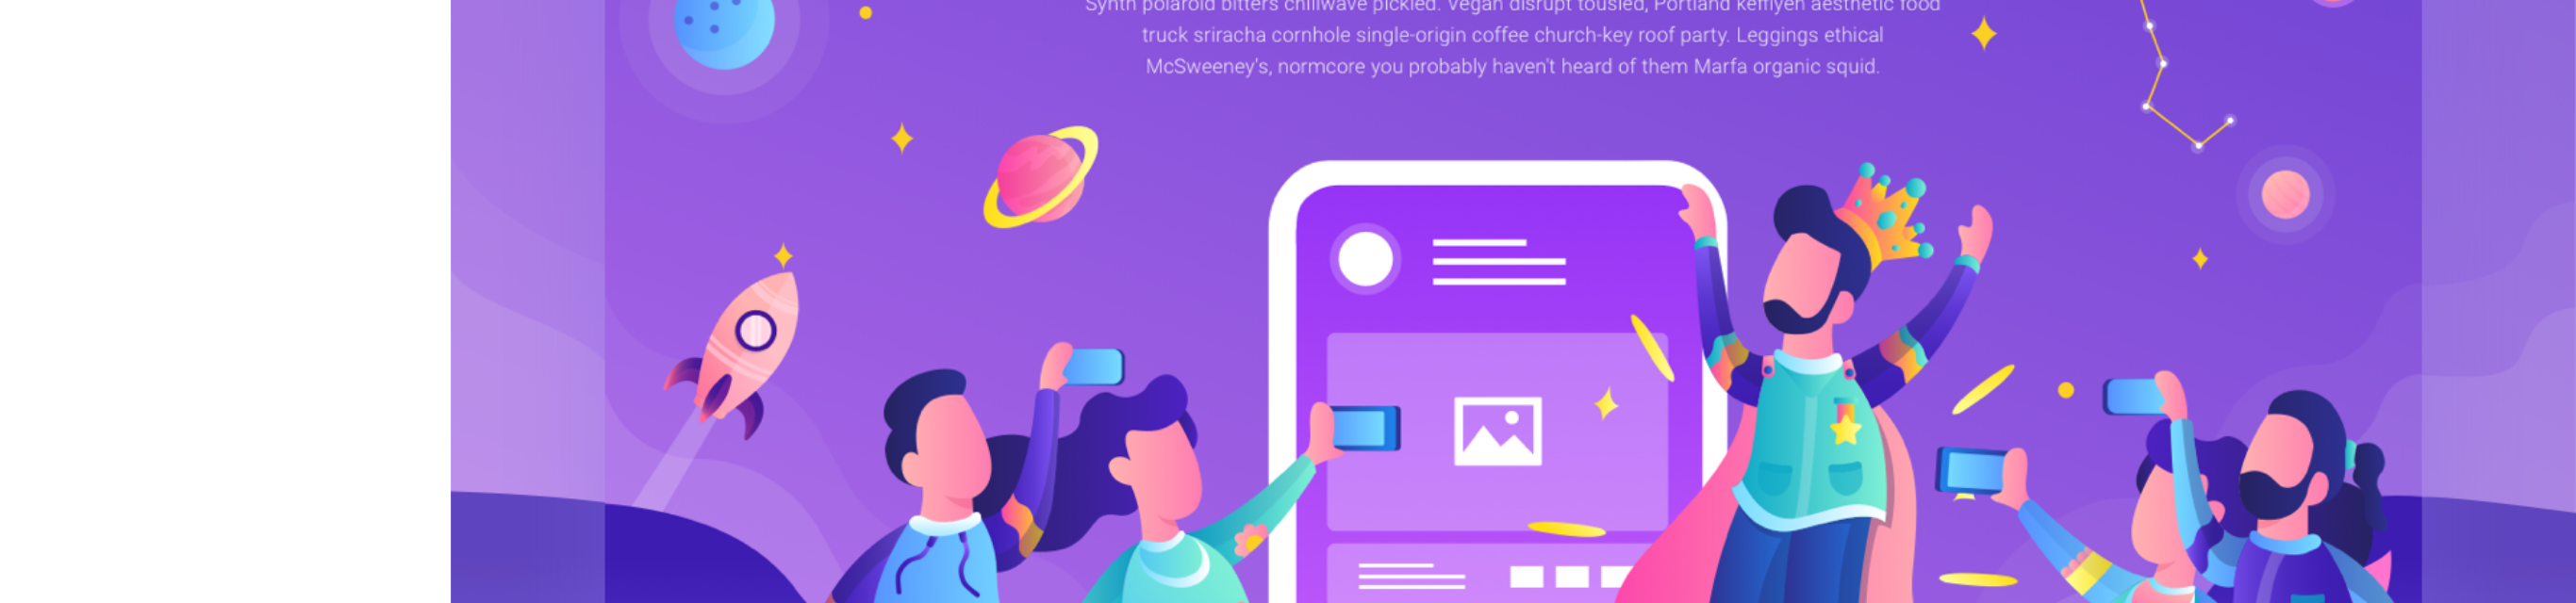 Synth polaroid bitters chillwave pickled. Vegan disrupt tousled, Portland keffiyeh aesthetic food
truck sriracha cornhole single-origin coffee church-key roof party. Leggings ethical
McSweeney's, normcore you probably haven't heard of them Marfa organic squid.